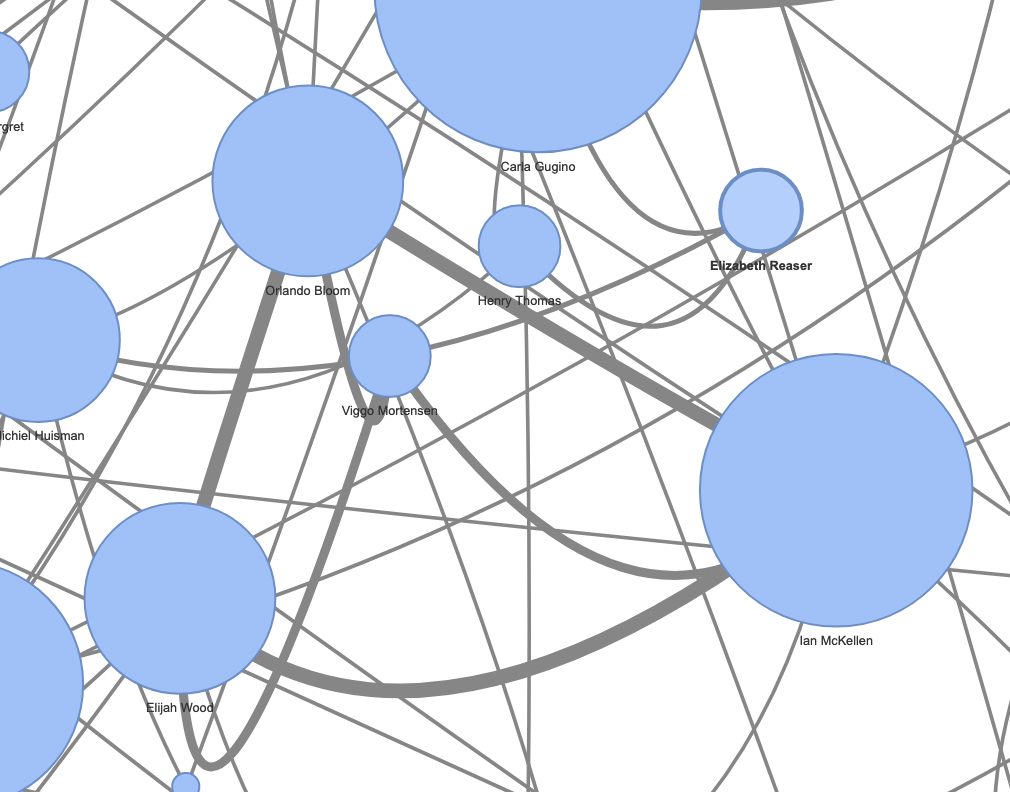 rgret
Carla Gugino
Elizabeth Reaser
Orlando Bloom
Henry Thomas
Viggo Mortensen
ichiel Huisman
Ian McKellen
Elijah Wood